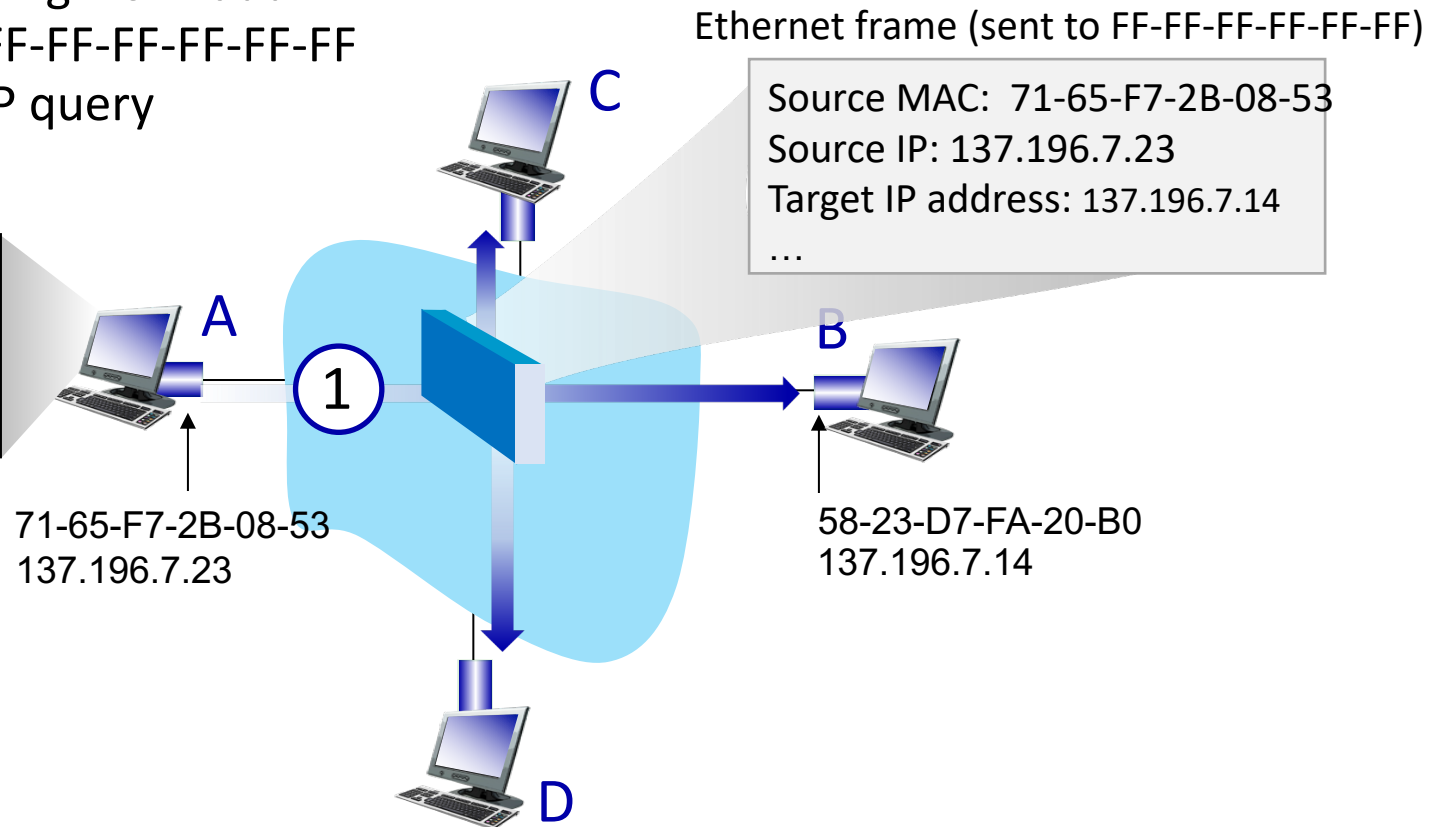 FF-FF-FF-FF-FF-FF
query
Ethernet frame (sent to FF-FF-FF-FF-FF-FF)
Source MAC: 71-65-F7-2B-08-53
Source IP: 137.196.7.23
Target IP address: 137.196.7.14
…
C
A
B
1
71-65-F7-2B-08-53
137.196.7.23
58-23-D7-FA-20-B0
137.196.7.14
D